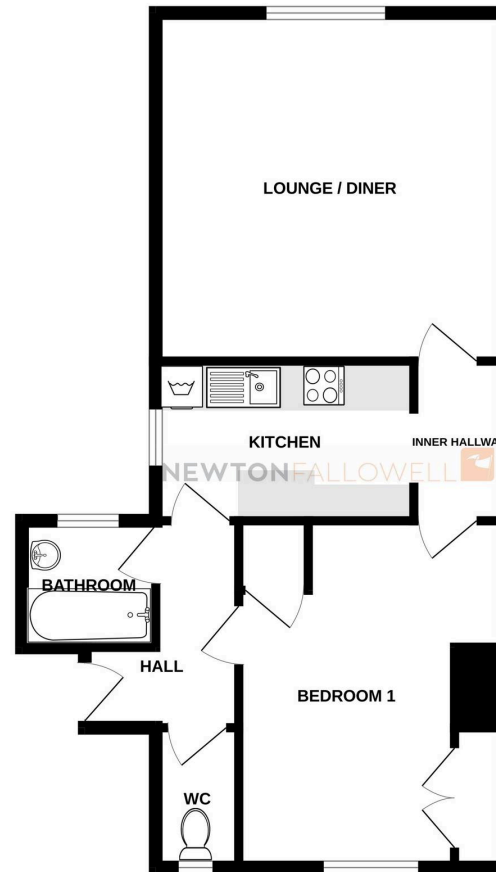 LOUNGE / DINER
KITCHEN
INNER HALLWA
NEWTONFALLOWELL
BATHROOM
HALL
BEDROOM 1
WC